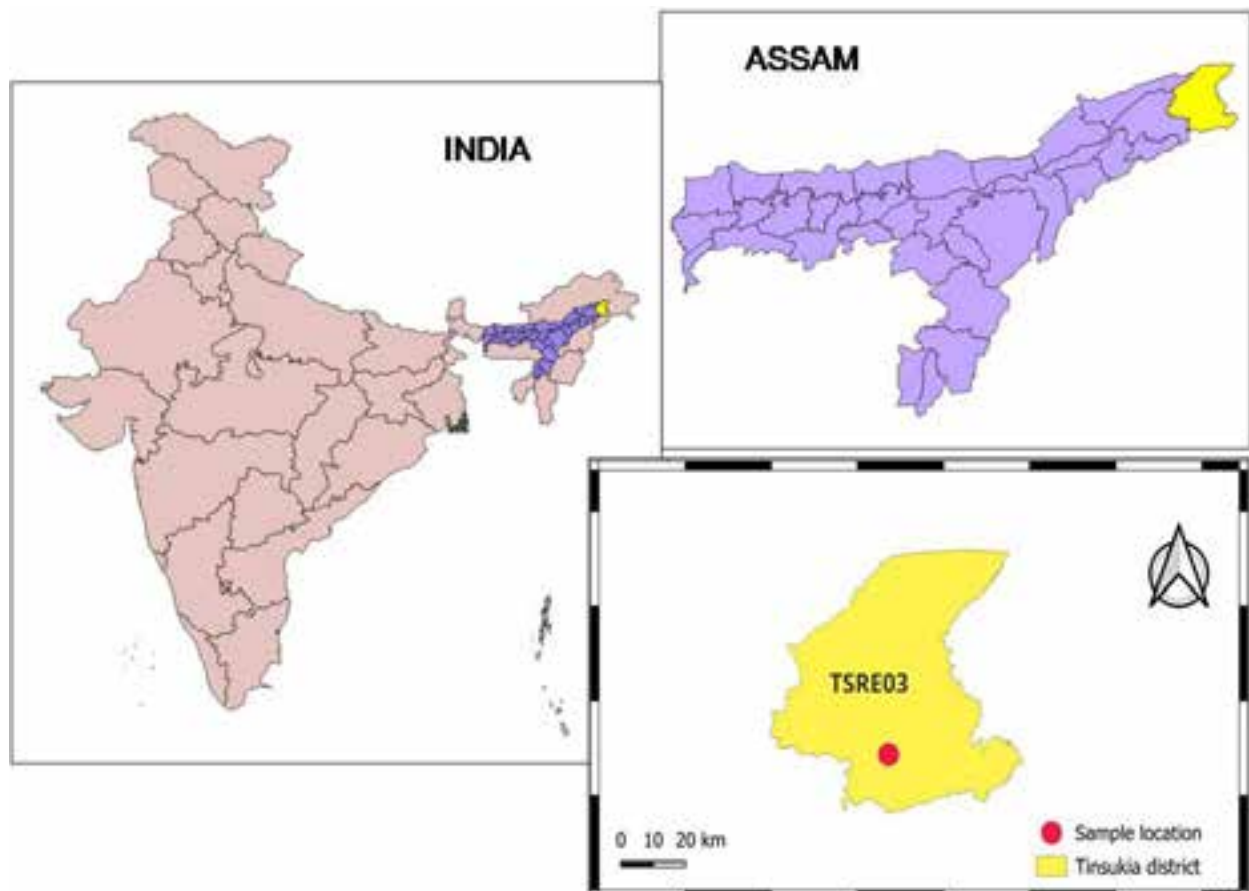 INDIA
ASSAM
TSRE03
0 10 20 km
Sample location
Tinsukia district